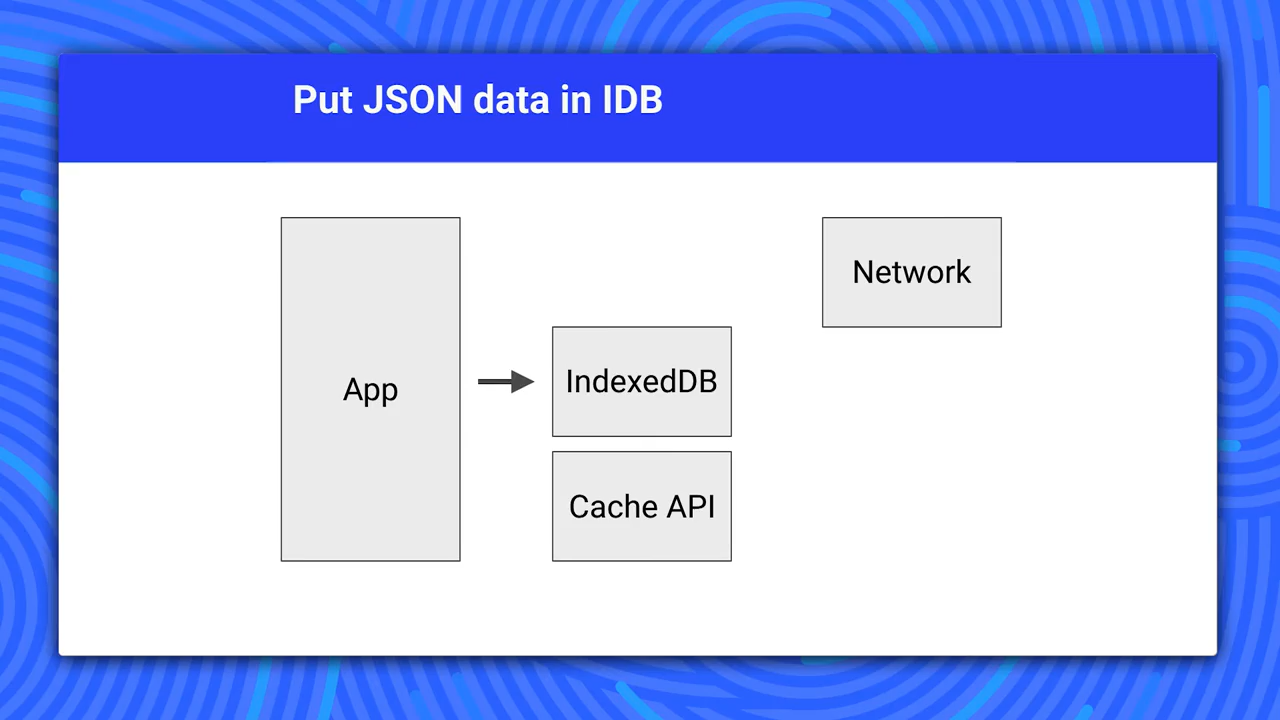 Put JSON data in IDB
Network
App
IndexedDB
Cache API